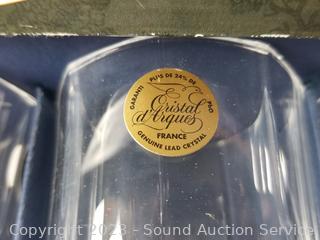 GARANTI PLUS DE 24% DE PbO
Cristal
d'Arques
FRANCE
GENUINE LEAD CRYSTAL
Copyright 2023 - Sound Auction Service